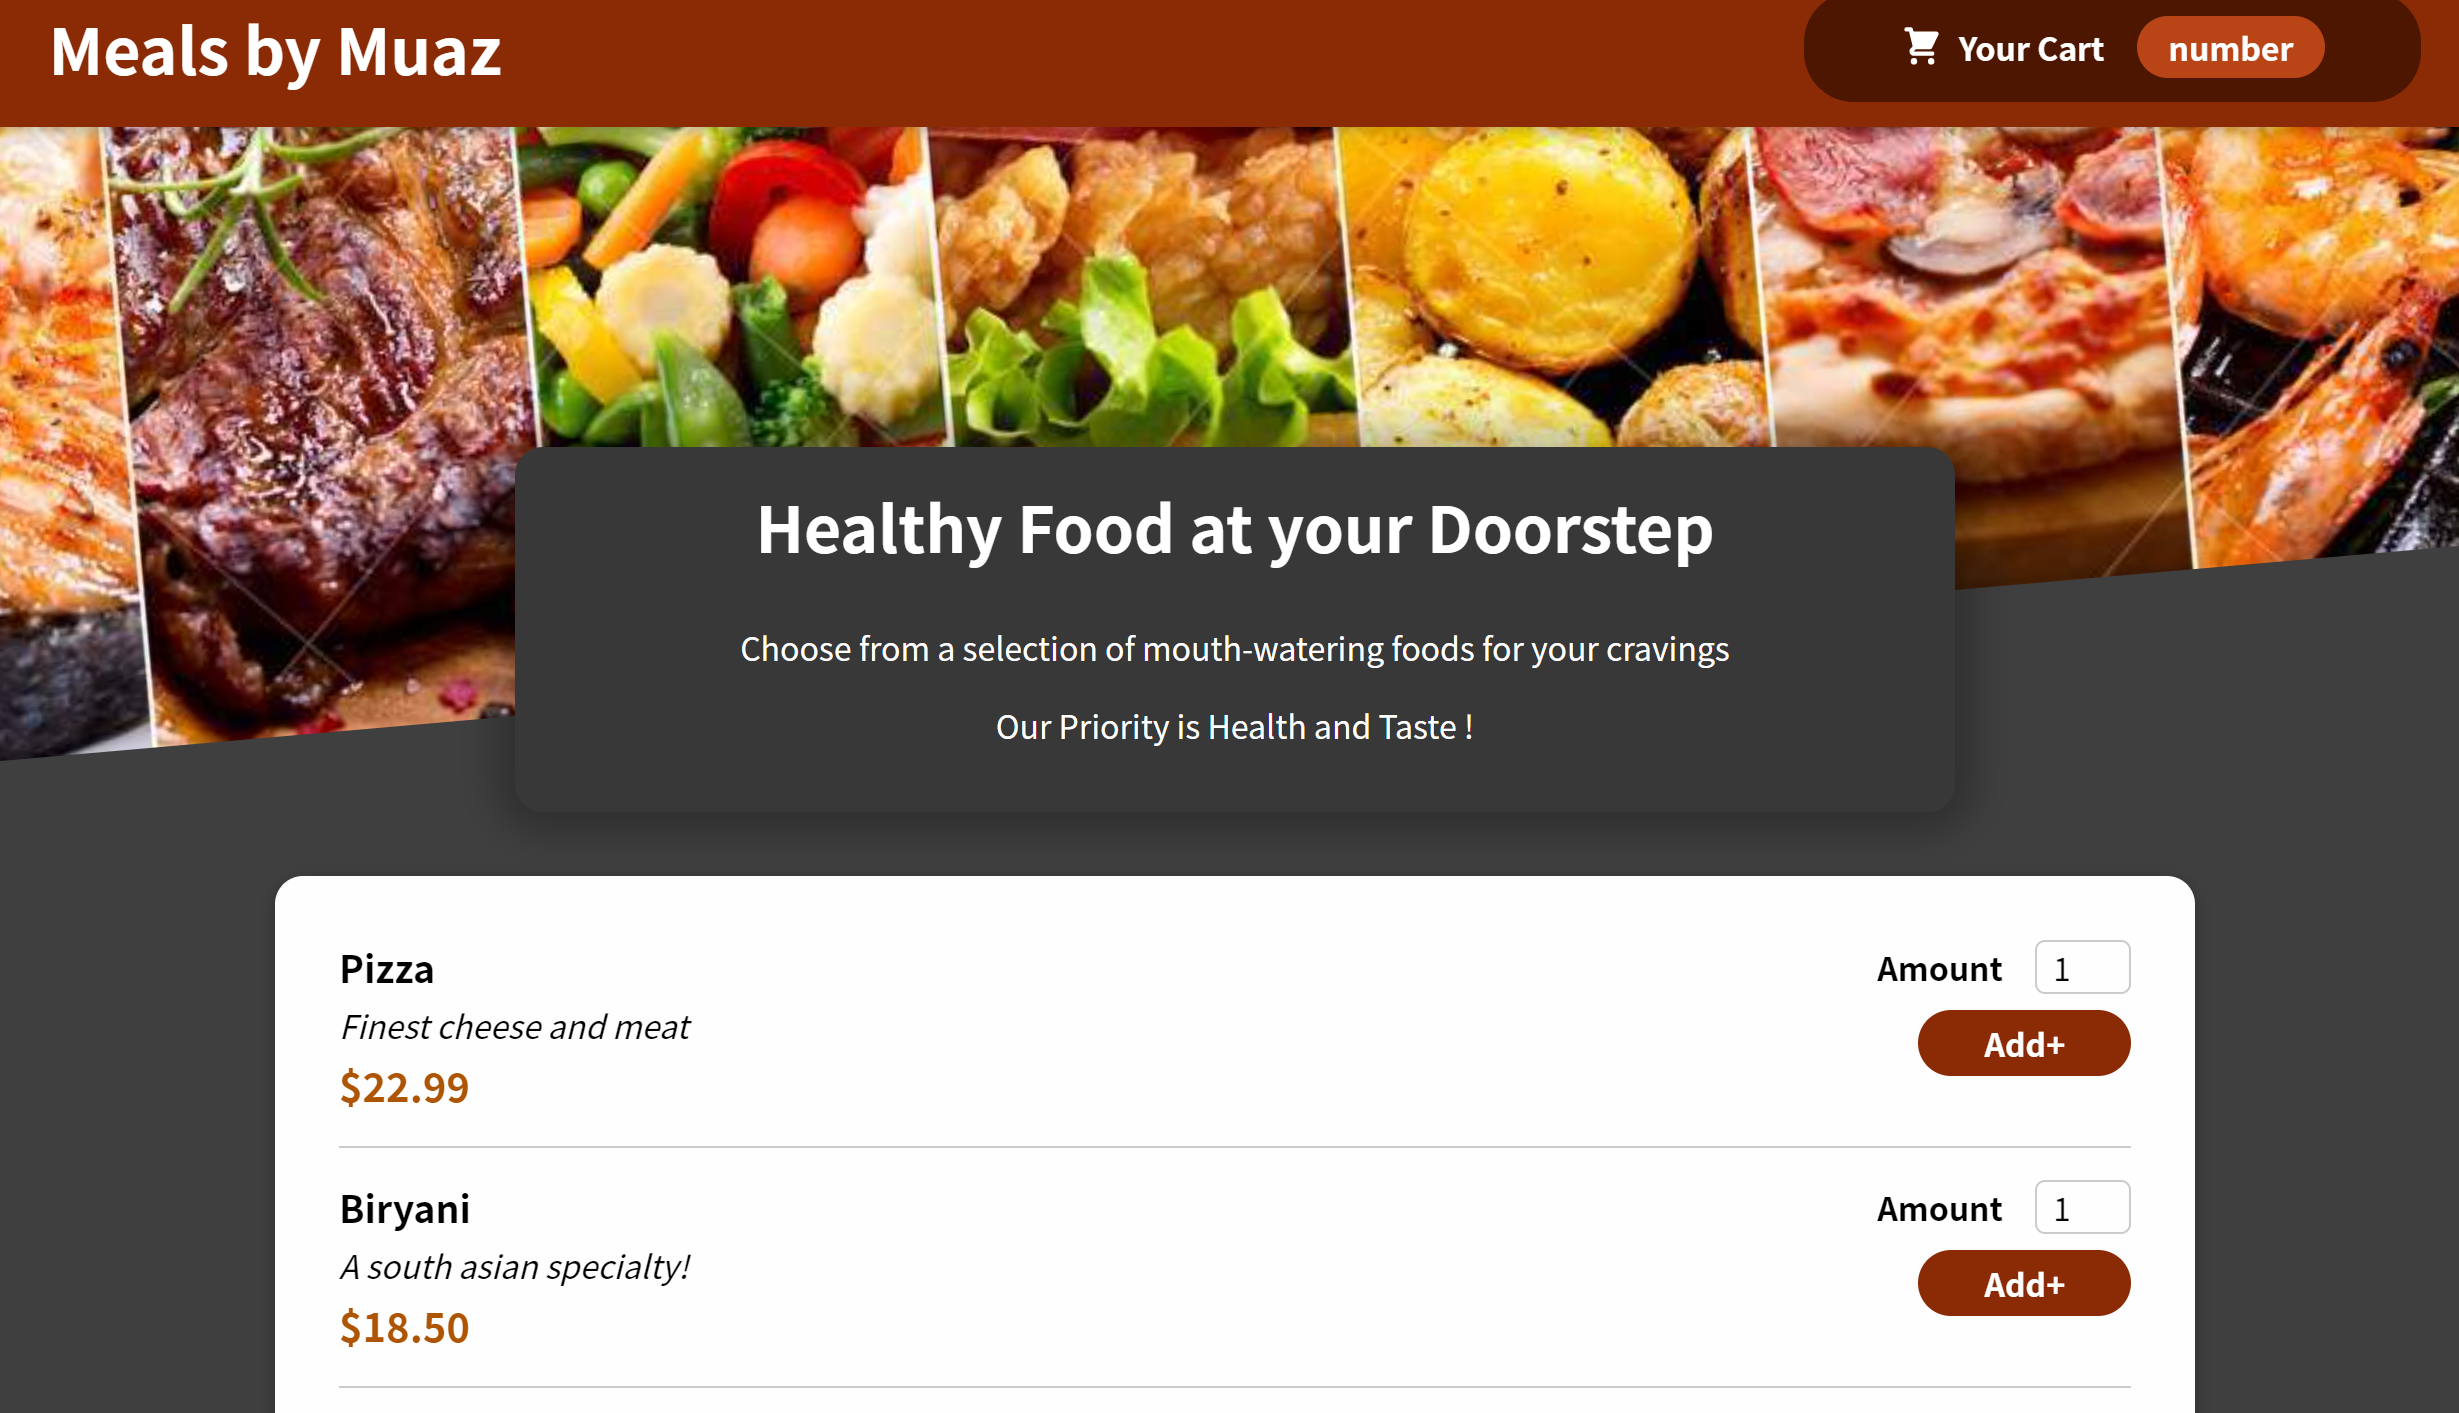 Meals by Muaz
Your Cart number
Healthy Food at your Doorstep
Choose from a selection of mouth-watering foods for your cravings
Our Priority is Health and Taste !
Pizza
Finest cheese and meat
$22.99
Amount 1
Add+
Biryani
A south asian specialty!
$18.50
Amount 1
Add+